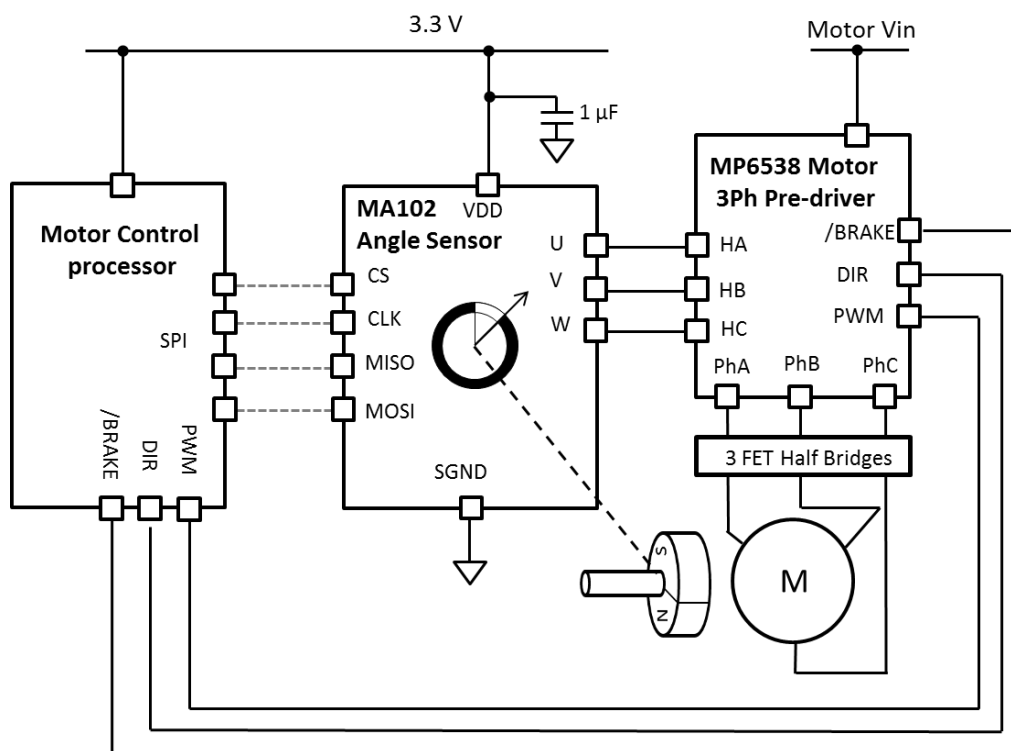 3.3 V
Motor Vin
1 µF
MP6538 Motor
3Ph Pre-driver
/BRAKE
DIR
PWM
HA
HB
HC
PhA
PhB
PhC
3 FET Half Bridges
M
MA102
Angle Sensor
VDD
U
V
W
CS
CLK
MISO
MOSI
SGND
Motor Control
processor
SPI
/BRAKE
DIR
PWM
S
N